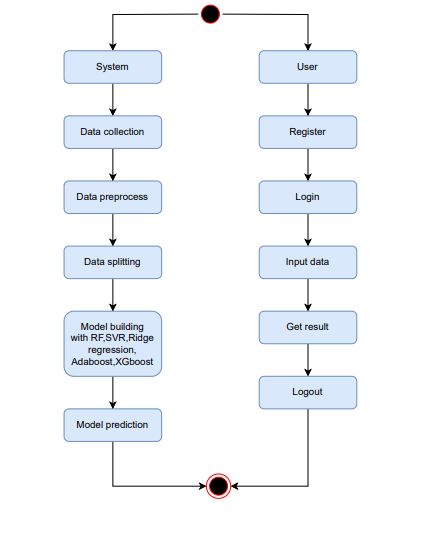 System
User
Data collection
Register
Data preprocess
Login
Data splitting
Input data
Model building
with RF,SVR,Ridge
regression,
Adaboost,XGboost
Get result
Logout
Model prediction